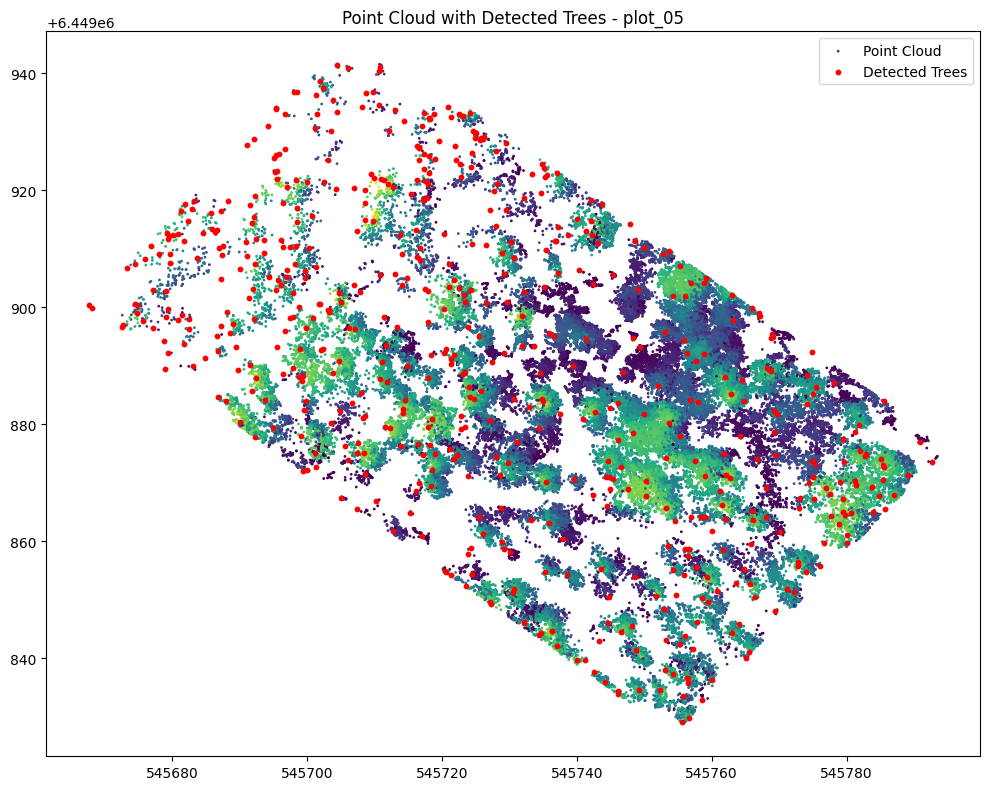 Point Cloud with Detected Trees - plot_05
+6.449e6
Point Cloud
Detected Trees
940
920
900
880
860
840
545680 545700 545720 545740 545760 545780